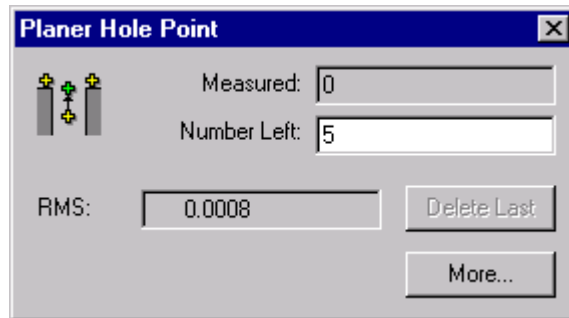 Planer Hole Point
Measured: 0
Number Left: 5
RMS: 0.0008 Delete Last
More...